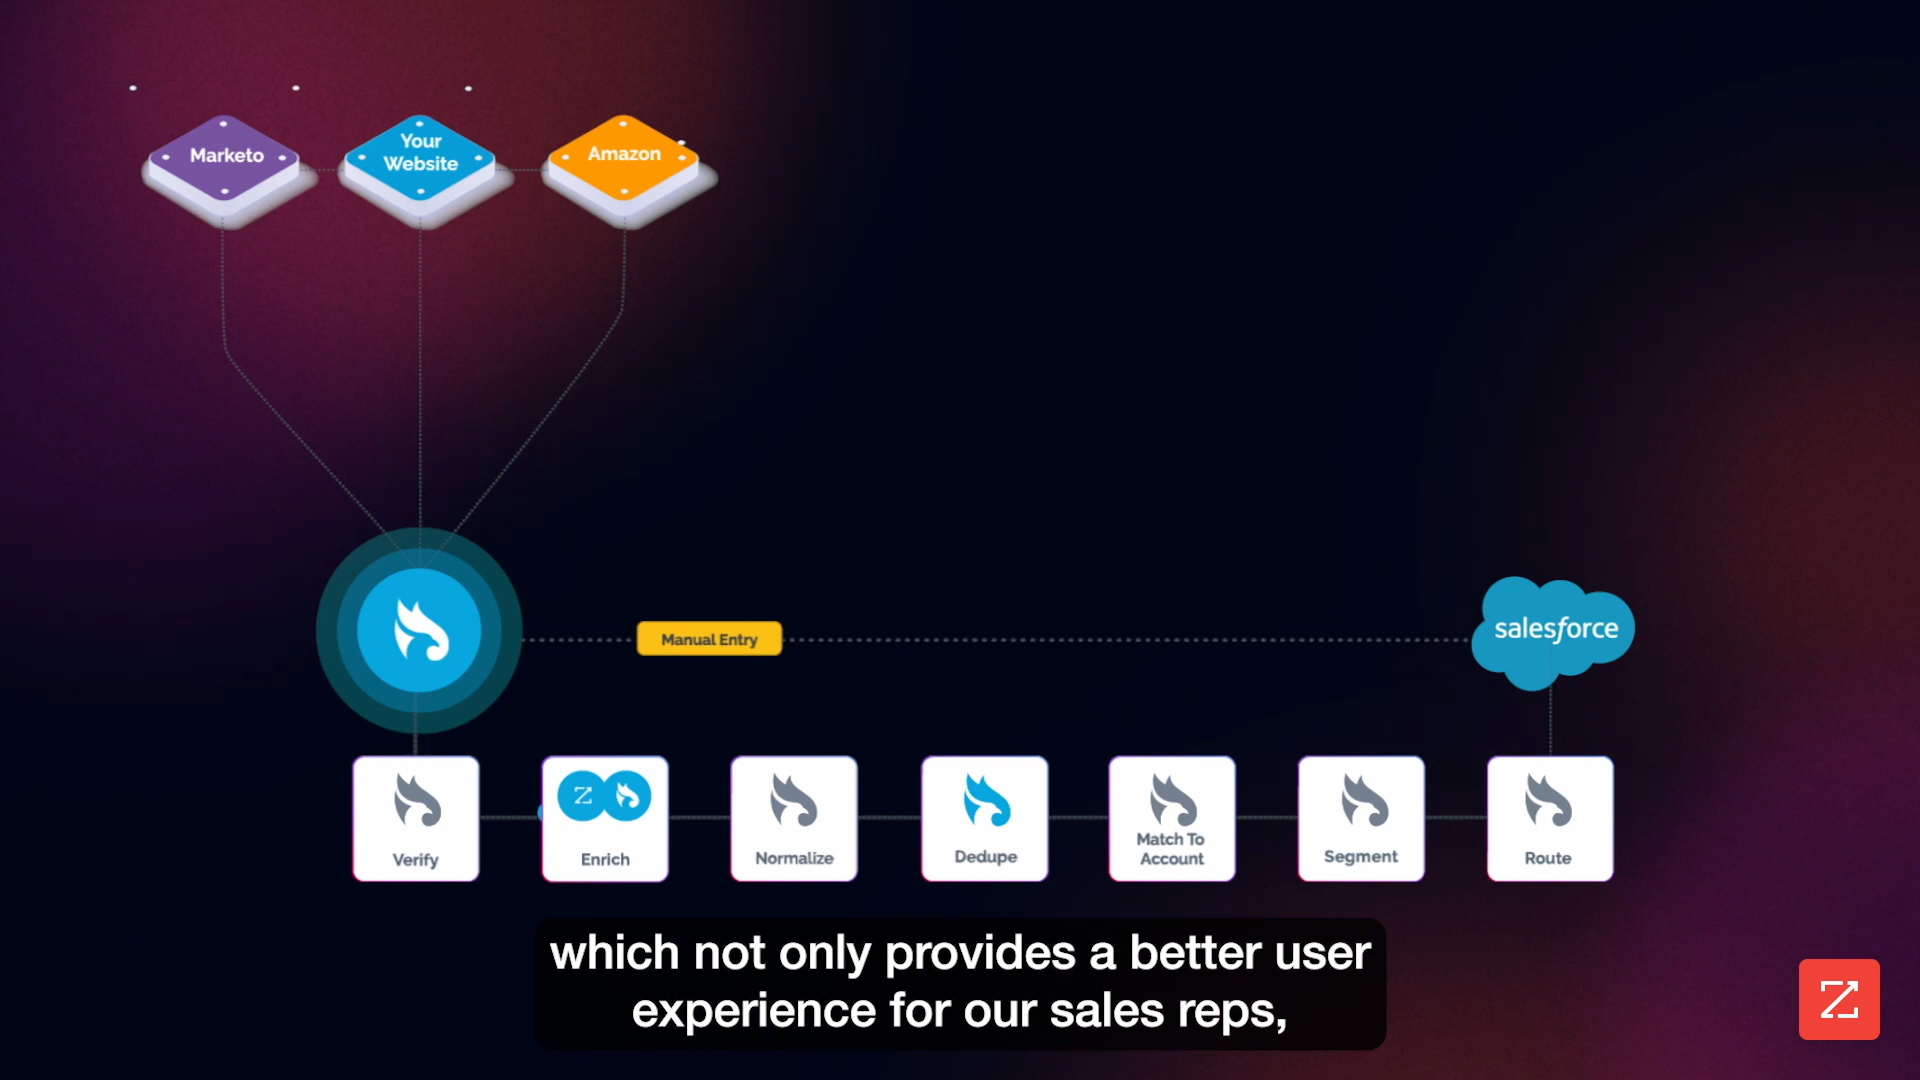 Marketo
Your
Website
Amazon
Manual Entry
salesforce
Verify
Enrich
Normalize
Dedupe
Match To
Account
Segment
Route
which not only provides a better user
experience for our sales reps,